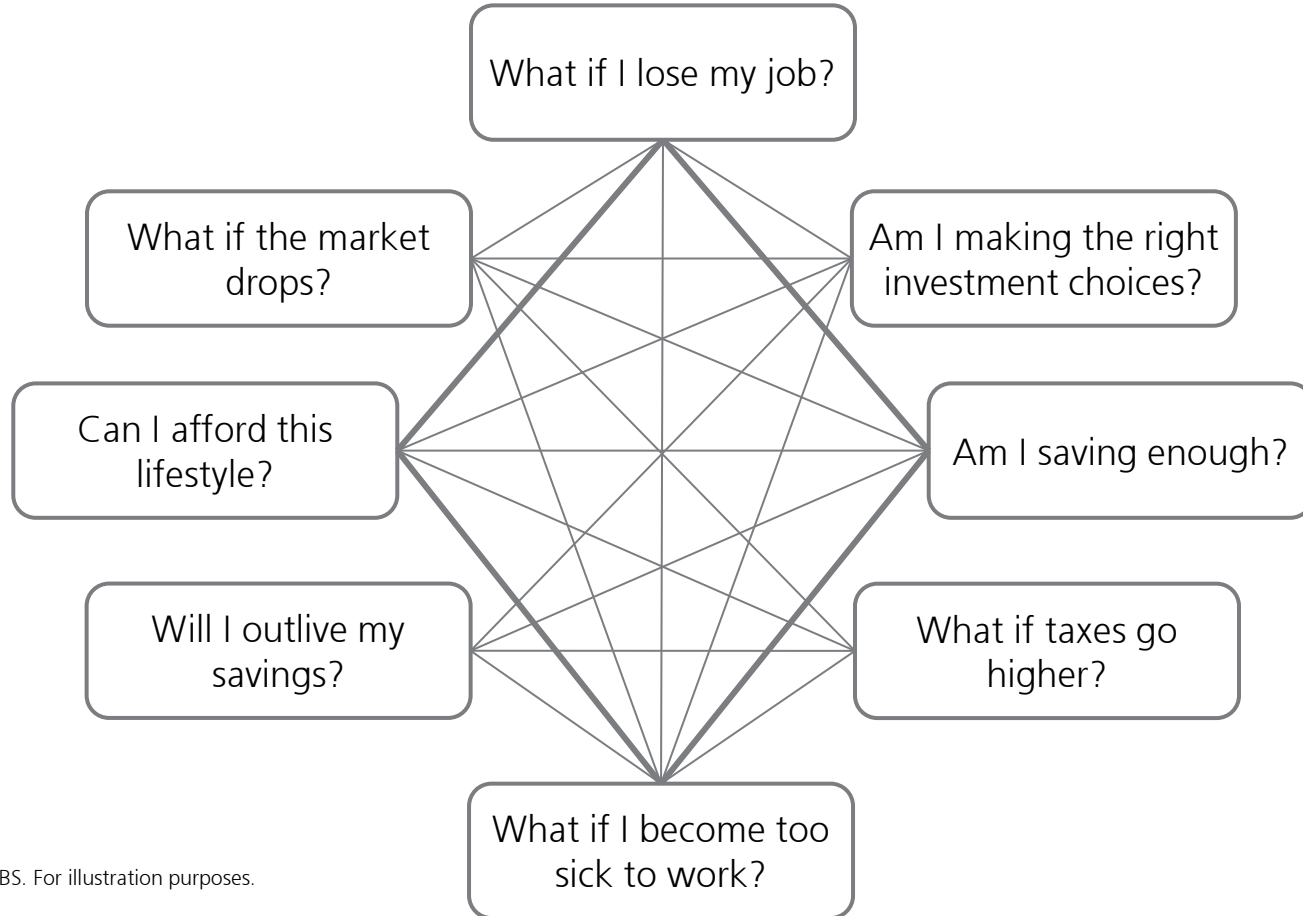 What if I lose my job?
What if the market
drops?
Am I making the right
investment choices?
Can I afford this
lifestyle?
Am I saving enough?
Will I outlive my
savings?
What if taxes go
higher?
What if I become too
sick to work?
BS. For illustration purposes.